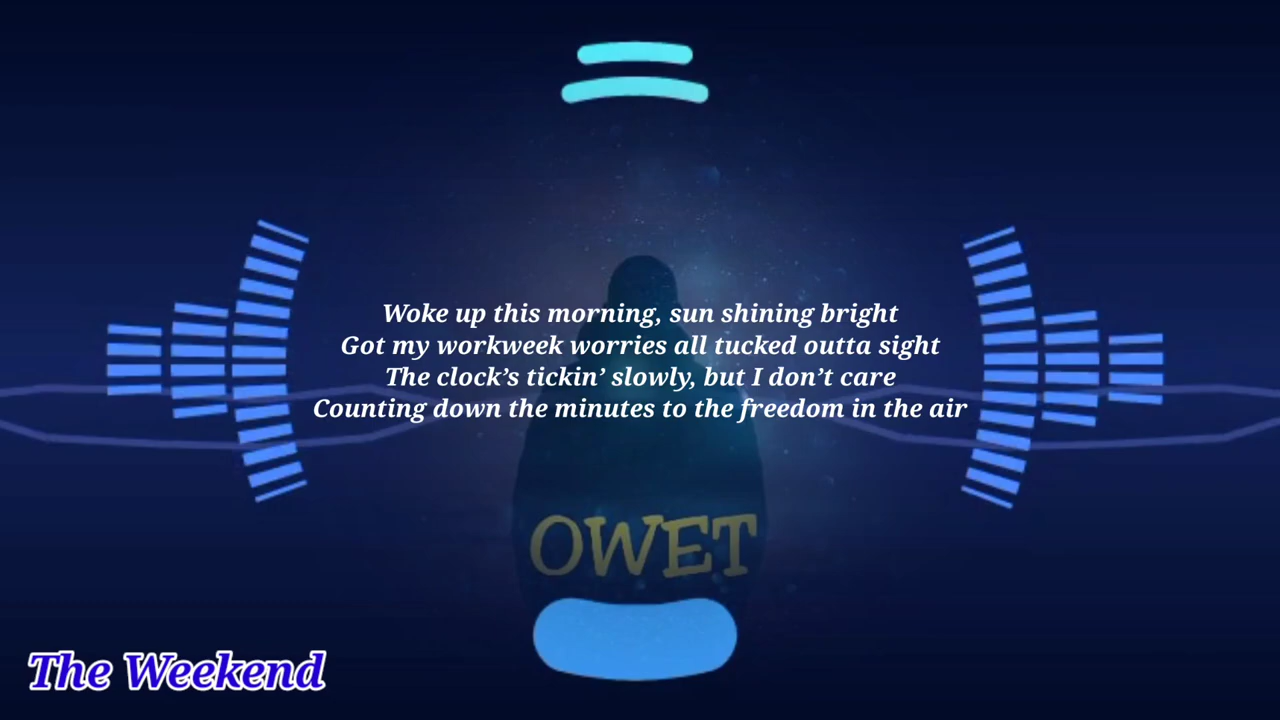 Woke up this morning, sun shining bright
Got my workweek worries all tucked outta sight
The clock’s tickin’ slowly, but I don’t care
Counting down the minutes to the freedom in the air
OWET
The Weekend